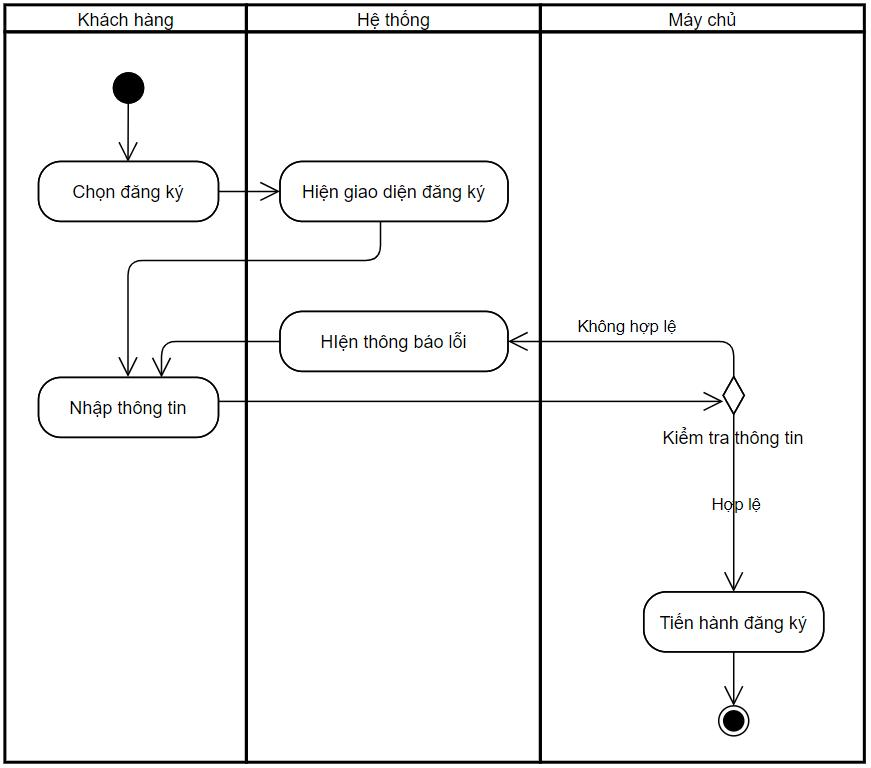 Khách hàng
Hệ thống
Máy chủ
Chọn đăng ký
Hiện giao diện đăng ký
Không hợp lệ
HIện thông báo lỗi
Nhập thông tin
Kiểm tra thông tin
Hợp lệ
Tiến hành đăng ký